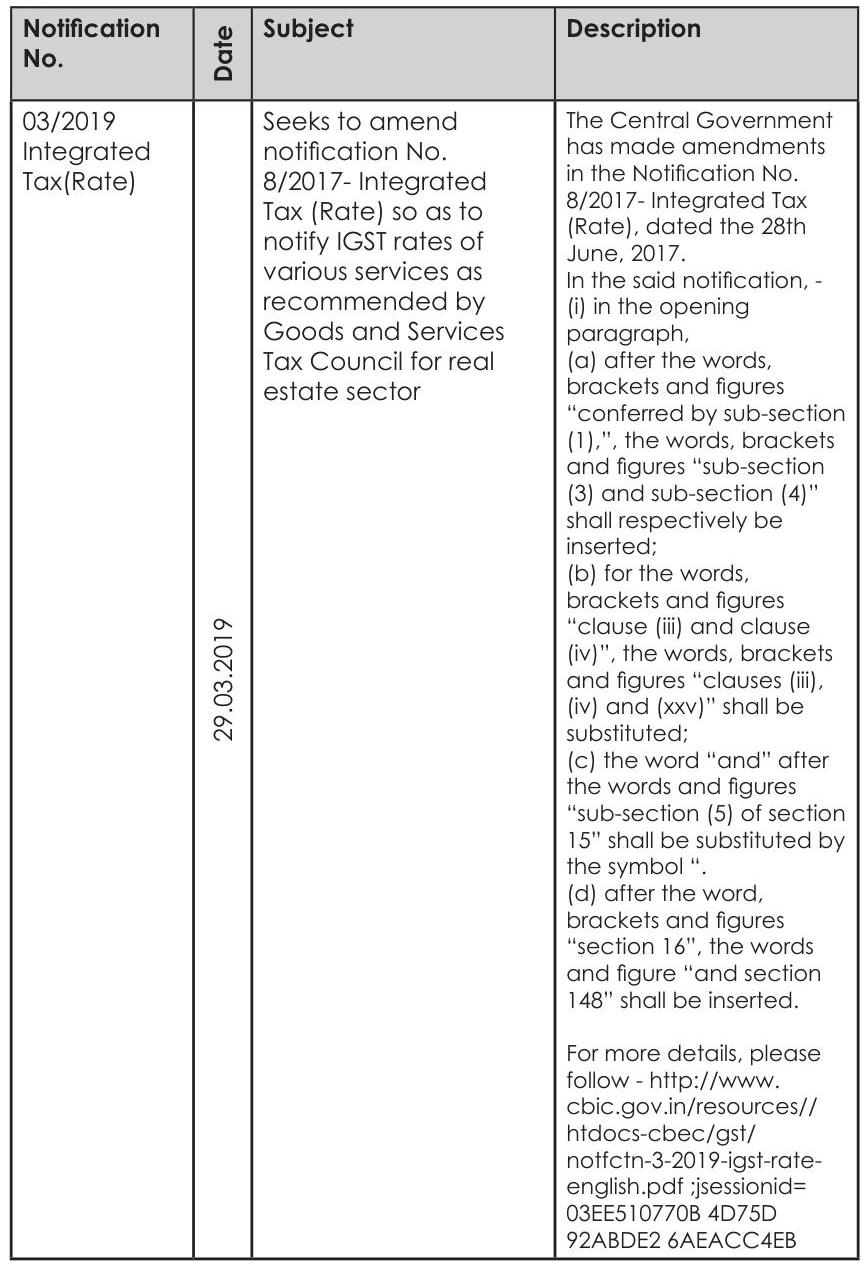 Notification
No.
Date
Subject
Description
03/2019
Integrated
Tax(Rate)
29.03.2019
Seeks to amend
notification No.
8/2017- Integrated
Tax (Rate) so as to
notify IGST rates of
various services as
recommended by
Goods and Services
Tax Council for real
estate sector
The Central Government
has made amendments
in the Notification No.
8/2017- Integrated Tax
(Rate), dated the 28th
June, 2017.
In the said notification, -
(i) in the opening
paragraph,
(a) after the words,
brackets and figures
“conferred by sub-section
(1),”, the words, brackets
and figures “sub-section
(3) and sub-section (4)”
shall respectively be
inserted;
(b) for the words,
brackets and figures
“clause (iii) and clause
(iv)”, the words, brackets
and figures “clauses (iii),
(iv) and (xxv)” shall be
substituted;
(c) the word “and” after
the words and figures
“sub-section (5) of section
15” shall be substituted by
the symbol “.
(d) after the word,
brackets and figures
“section 16”, the words
and figure “and section
148” shall be inserted.
For more details, please
follow - http://www.
cbic.gov.in/resources//
htdocs-cbec/gst/
notfctn-3-2019-igst-rate-
english.pdf ;jsessionid=
03EE510770B 4D75D
92ABDE2 6AEACC4EB